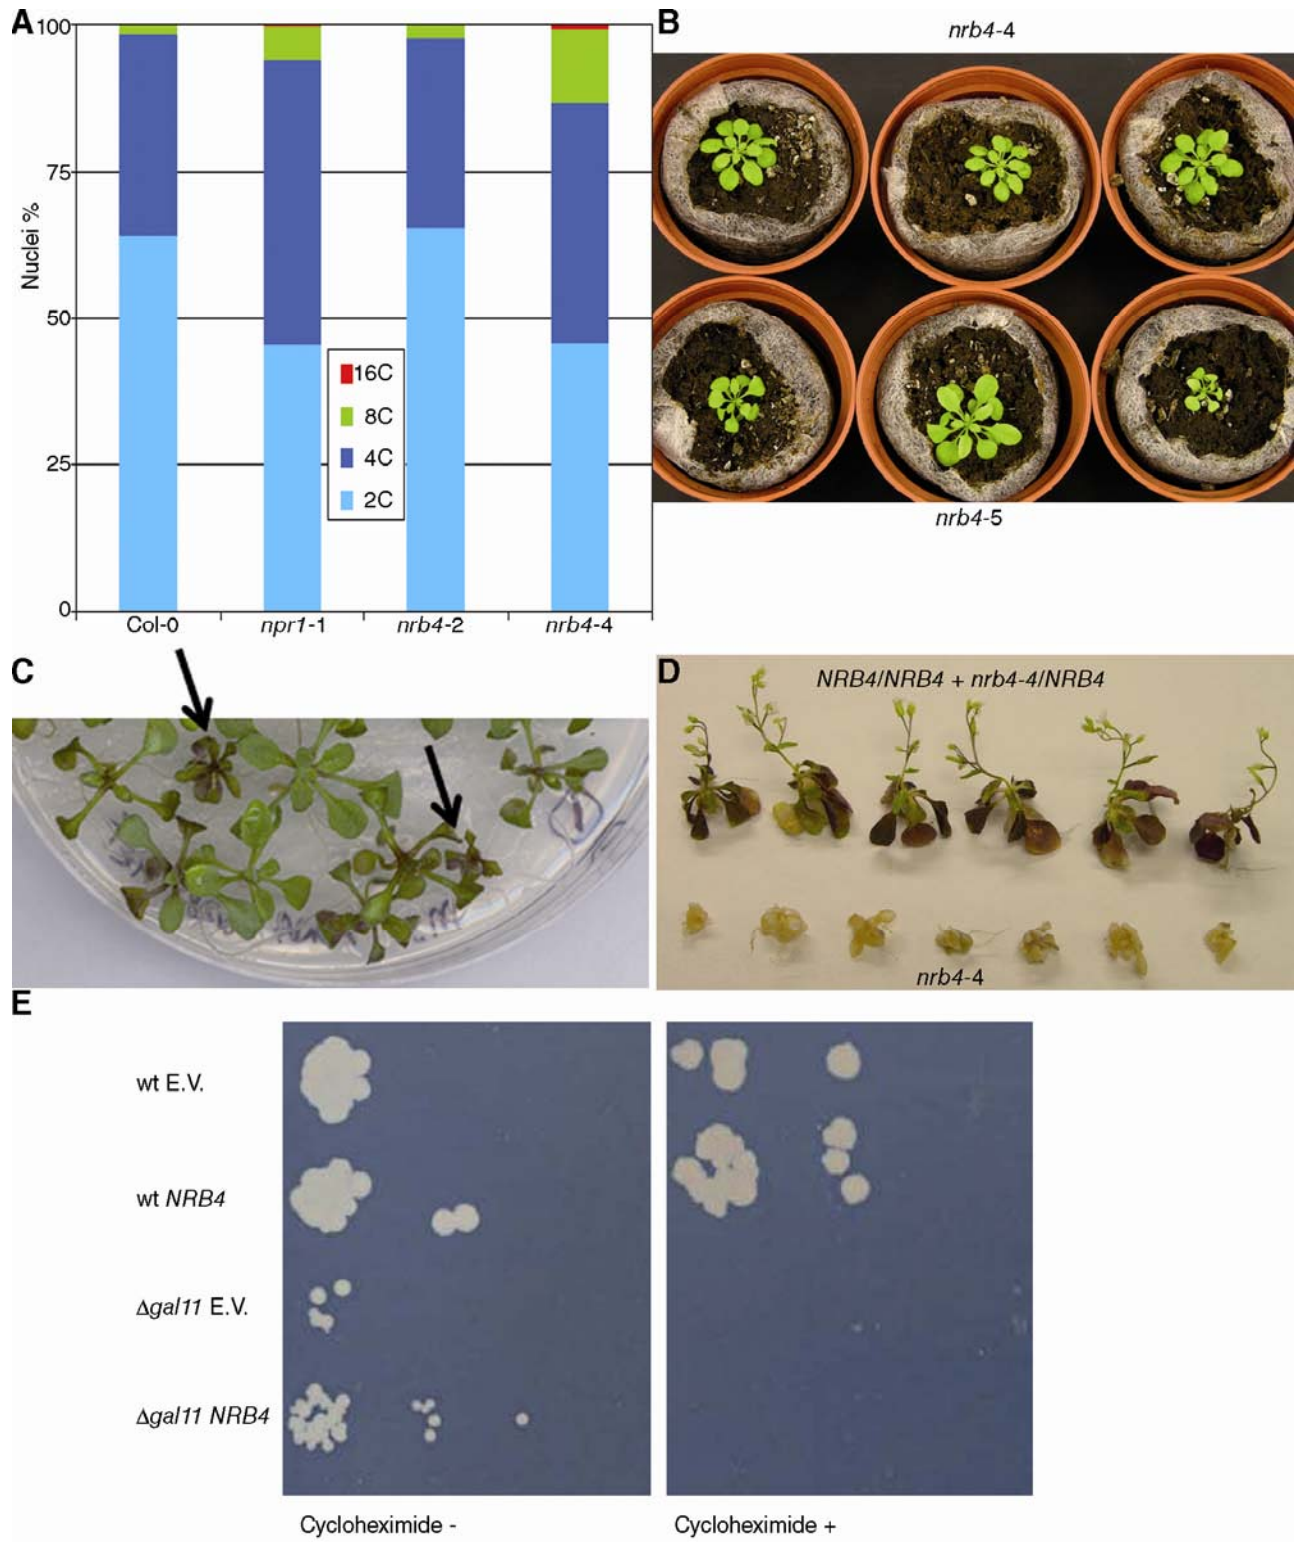 A
100
75
50
25
0
Nuclei %
16C
8C
4C
2C
Col-0 npr1-1 nrb4-2 nrb4-4
B
nrb4-4
nrb4-5
C
D
NRB4/NRB4 + nrb4-4/NRB4
nrb4-4
E
wt E.V.
wt NRB4
Δgal11 E.V.
Δgal11 NRB4
Cycloheximide - Cycloheximide +